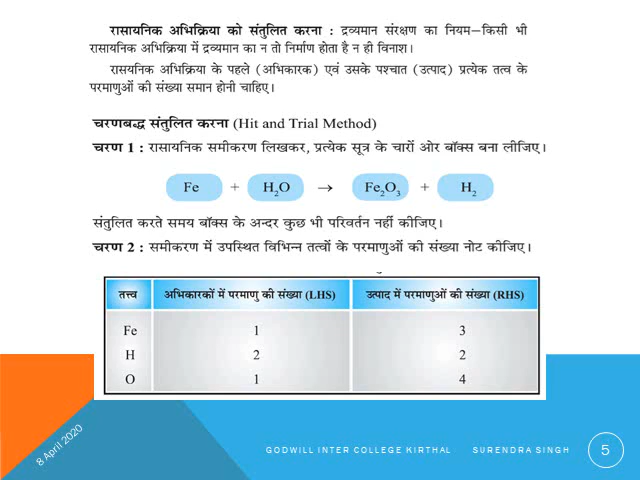 रासायनिक अभिक्रिया को संतुलित करना : द्रव्यमान संरक्षण का नियम–किसी भी
रासायनिक अभिक्रिया में द्रव्यमान का न तो निर्माण होता है न ही विनाश।
रासयनिक अभिक्रिया के पहले (अभिकारक) एवं उसके पश्चात (उत्पाद) प्रत्येक तत्व के
परमाणुओं की संख्या समान होनी चाहिए।
चरणबद्ध संतुलित करना (Hit and Trial Method)
चरण 1 : रासायनिक समीकरण लिखकर, प्रत्येक सूत्र के चारों ओर बॉक्स बना लीजिए।
Fe + H₂O → Fe₂O₃ + H₂
संतुलित करते समय बॉक्स के अन्दर कुछ भी परिवर्तन नहीं कीजिए।
चरण 2 : समीकरण में उपस्थित विभिन्न तत्वों के परमाणुओं की संख्या नोट कीजिए।
तत्त्व अभिकारकों में परमाणु की संख्या (LHS) उत्पाद में परमाणुओं की संख्या (RHS)
Fe 1 3
H 2 2
O 1 4
8 April 2020
GODWILL INTER COLLEGE KIRTHAL SURENDRA SINGH 5